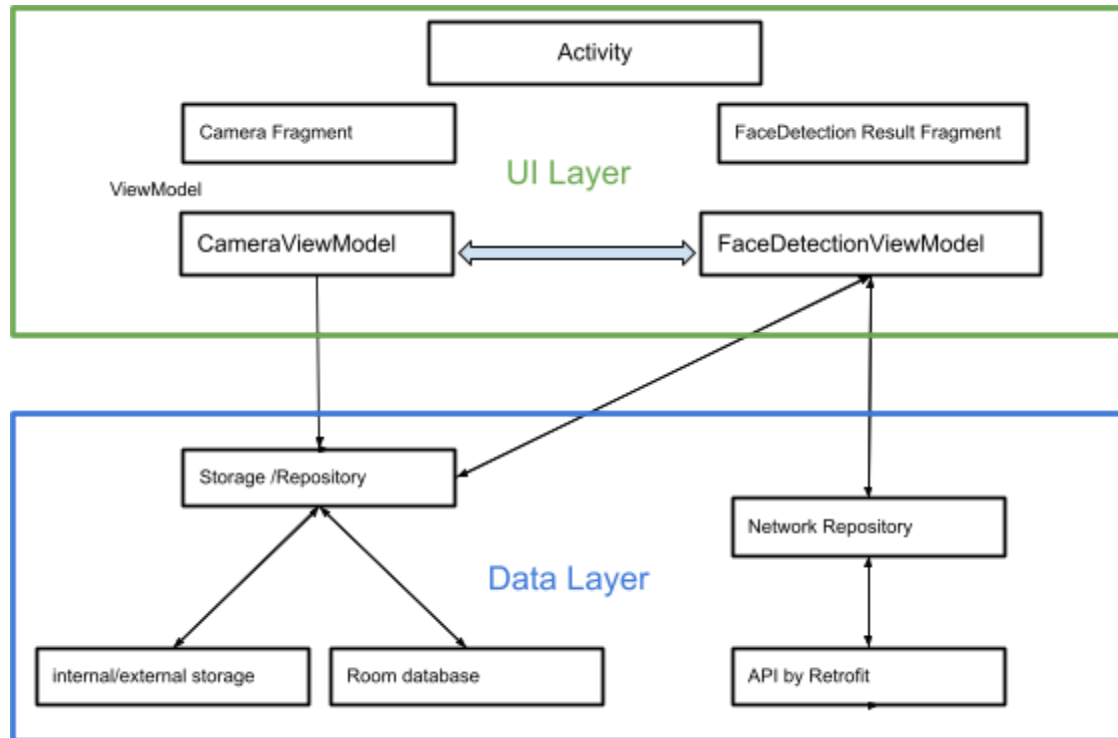 Activity
Camera Fragment
FaceDetection Result Fragment
UI Layer
ViewModel
CameraViewModel
FaceDetectionViewModel
Storage /Repository
Network Repository
Data Layer
internal/external storage
Room database
API by Retrofit